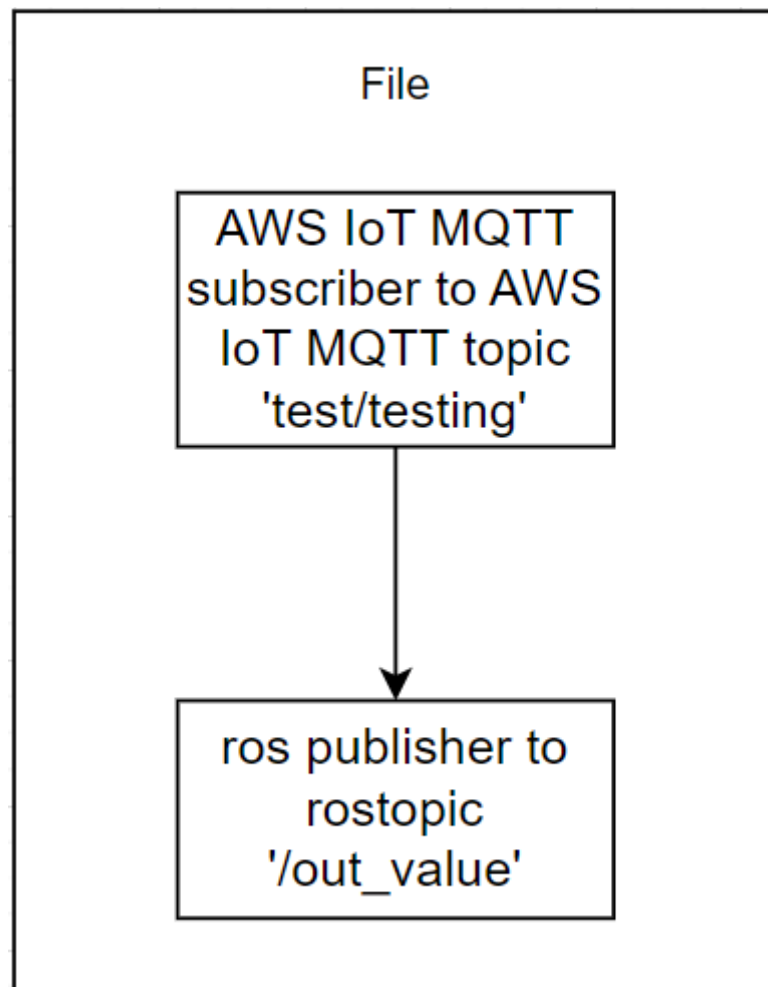 File
AWS IoT MQTT
subscriber to AWS
IoT MQTT topic
'test/testing'
ros publisher to
rostopic
'/out_value'